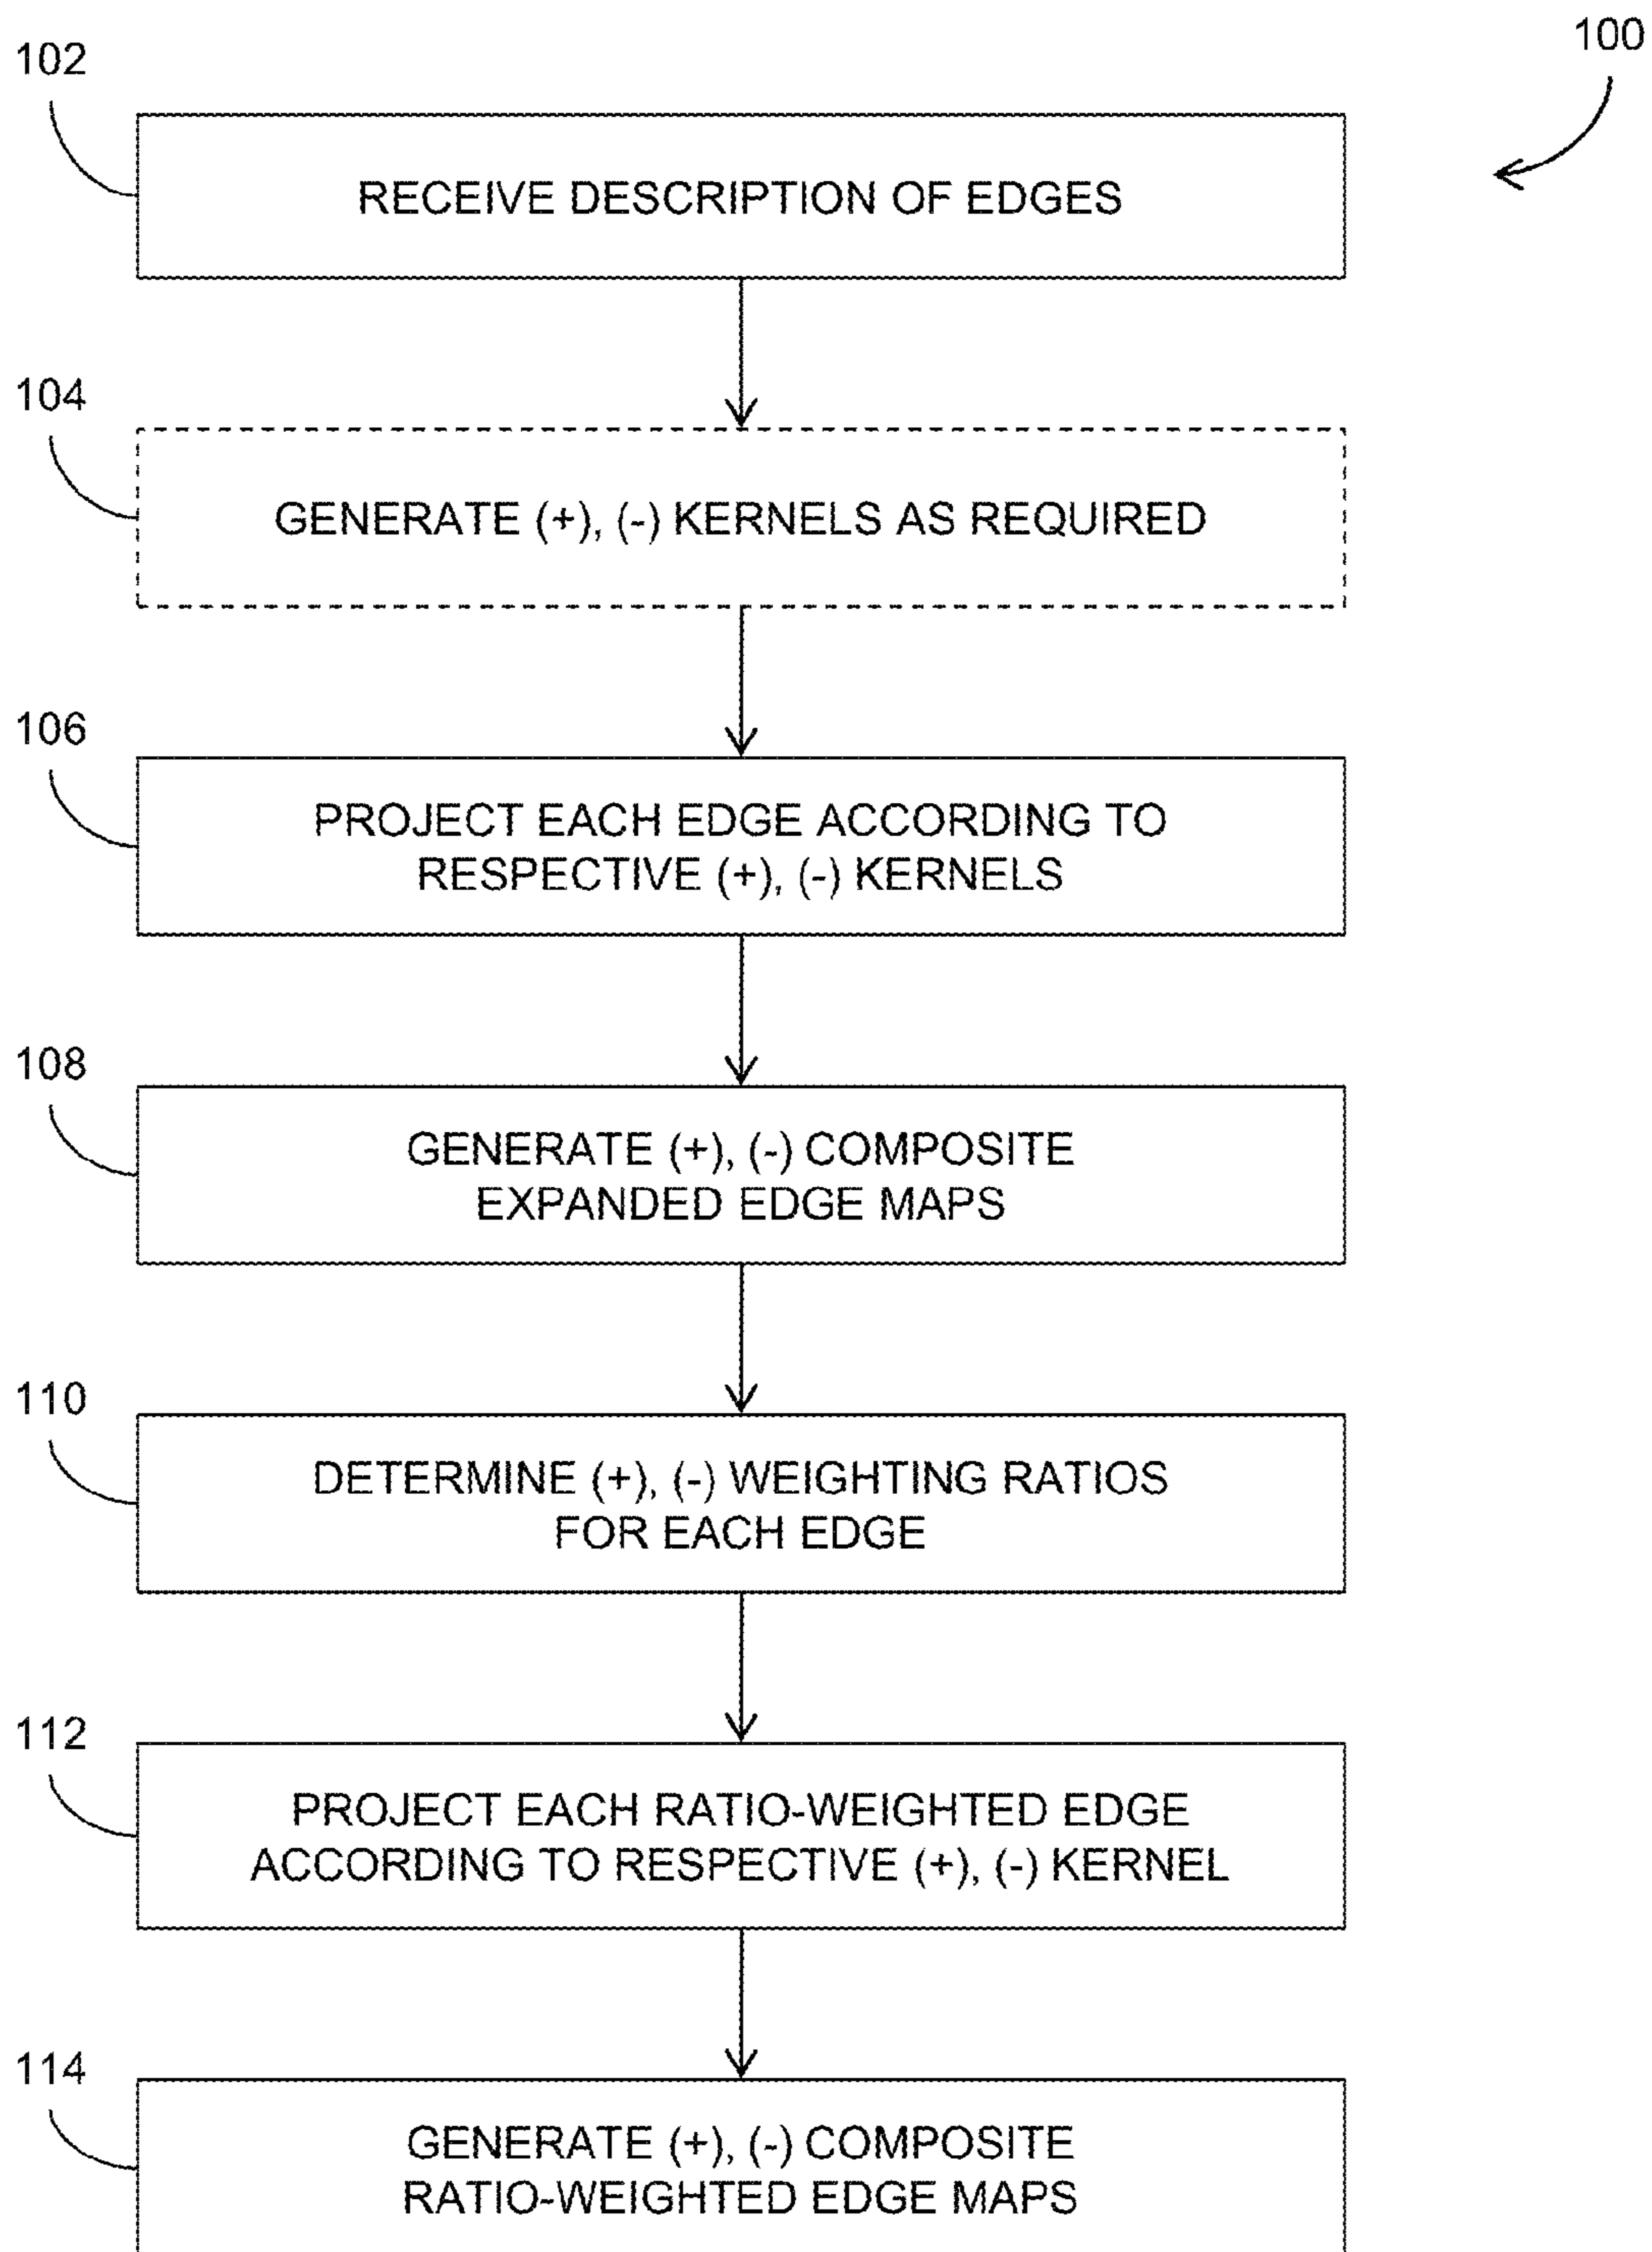 100
102
RECEIVE DESCRIPTION OF EDGES
104
GENERATE (+), (-) KERNELS AS REQUIRED
106
PROJECT EACH EDGE ACCORDING TO
RESPECTIVE (+), (-) KERNELS
108
GENERATE (+), (-) COMPOSITE
EXPANDED EDGE MAPS
110
DETERMINE (+), (-) WEIGHTING RATIOS
FOR EACH EDGE
112
PROJECT EACH RATIO-WEIGHTED EDGE
ACCORDING TO RESPECTIVE (+), (-) KERNEL
114
GENERATE (+), (-) COMPOSITE
RATIO-WEIGHTED EDGE MAPS